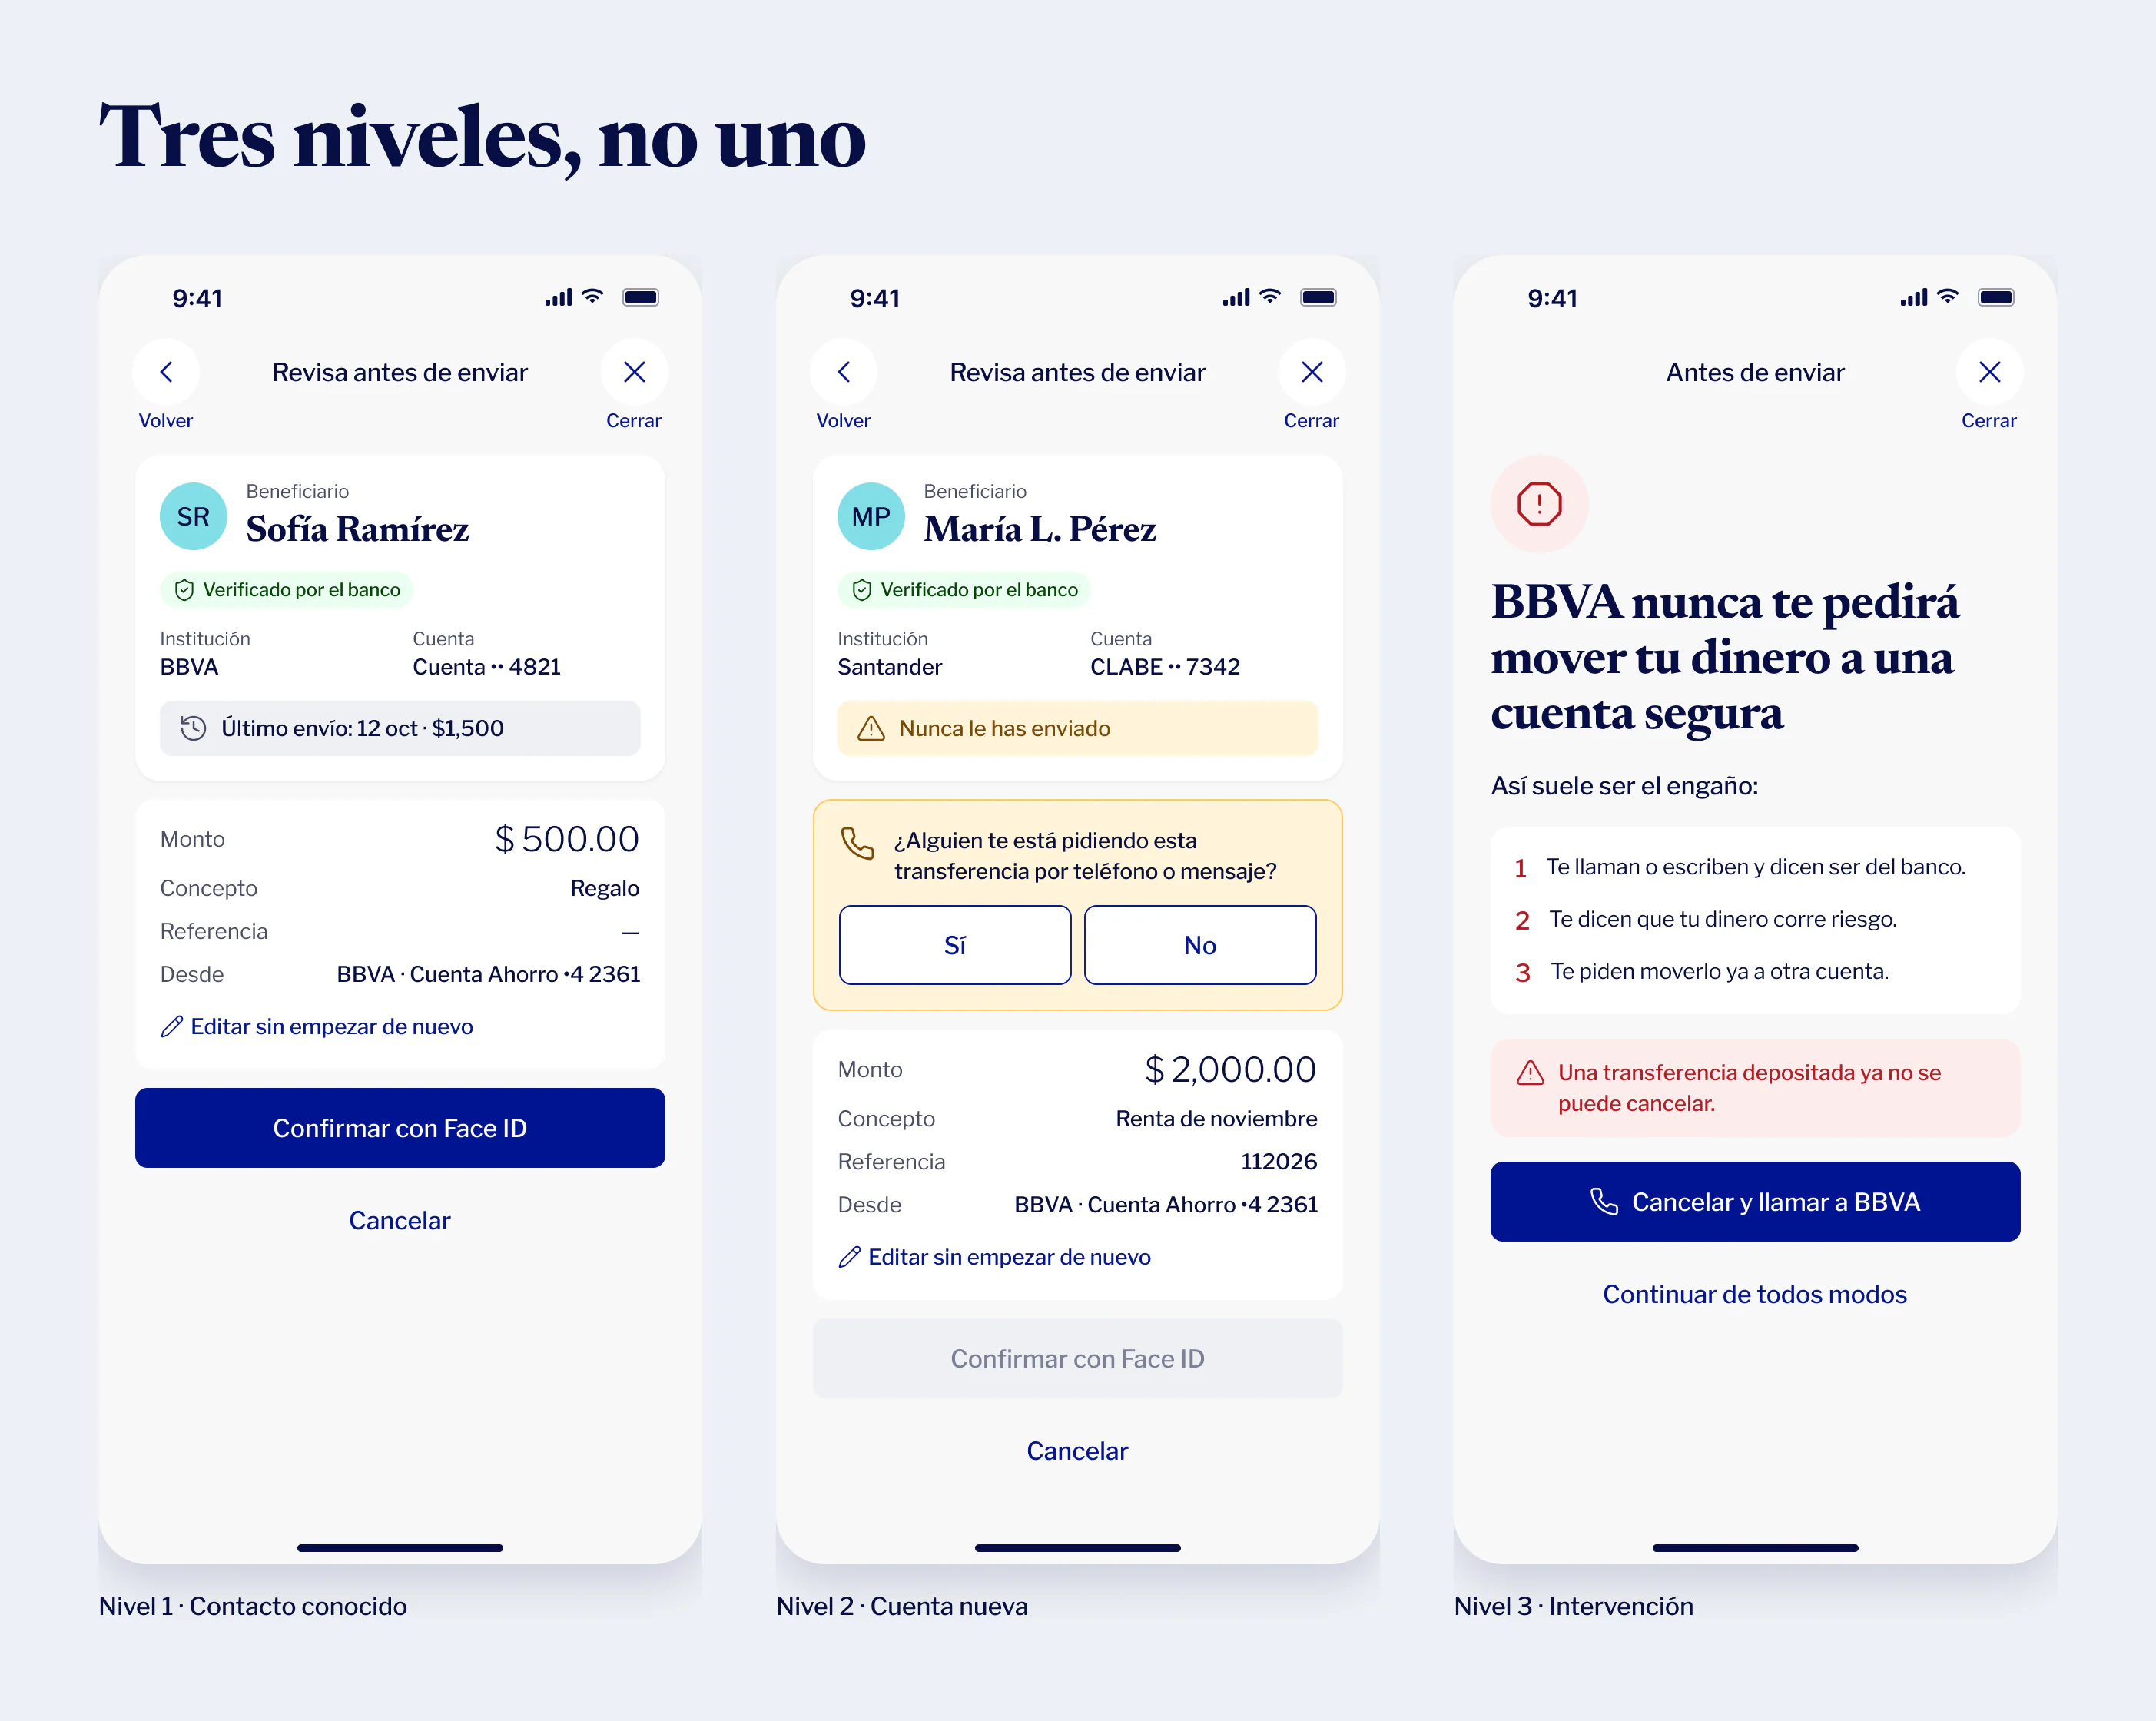 Tres niveles, no uno
9:41
Volver
Revisa antes de enviar
Cerrar
SR
Beneficiario
Sofía Ramírez
Verificado por el banco
Institución
BBVA
Cuenta
Cuenta •• 4821
Último envío: 12 oct · $1,500
Monto
$ 500.00
Concepto
Regalo
Referencia
—
Desde
BBVA · Cuenta Ahorro •4 2361
Editar sin empezar de nuevo
Confirmar con Face ID
Cancelar
Nivel 1 · Contacto conocido
9:41
Volver
Revisa antes de enviar
Cerrar
MP
Beneficiario
María L. Pérez
Verificado por el banco
Institución
Santander
Cuenta
CLABE •• 7342
Nunca le has enviado
¿Alguien te está pidiendo esta
transferencia por teléfono o mensaje?
Sí
No
Monto
$ 2,000.00
Concepto
Renta de noviembre
Referencia
112026
Desde
BBVA · Cuenta Ahorro •4 2361
Editar sin empezar de nuevo
Confirmar con Face ID
Cancelar
Nivel 2 · Cuenta nueva
9:41
Antes de enviar
Cerrar
BBVA nunca te pedirá
mover tu dinero a una
cuenta segura
Así suele ser el engaño:
1 Te llaman o escriben y dicen ser del banco.
2 Te dicen que tu dinero corre riesgo.
3 Te piden moverlo ya a otra cuenta.
Una transferencia depositada ya no se
puede cancelar.
Cancelar y llamar a BBVA
Continuar de todos modos
Nivel 3 · Intervención